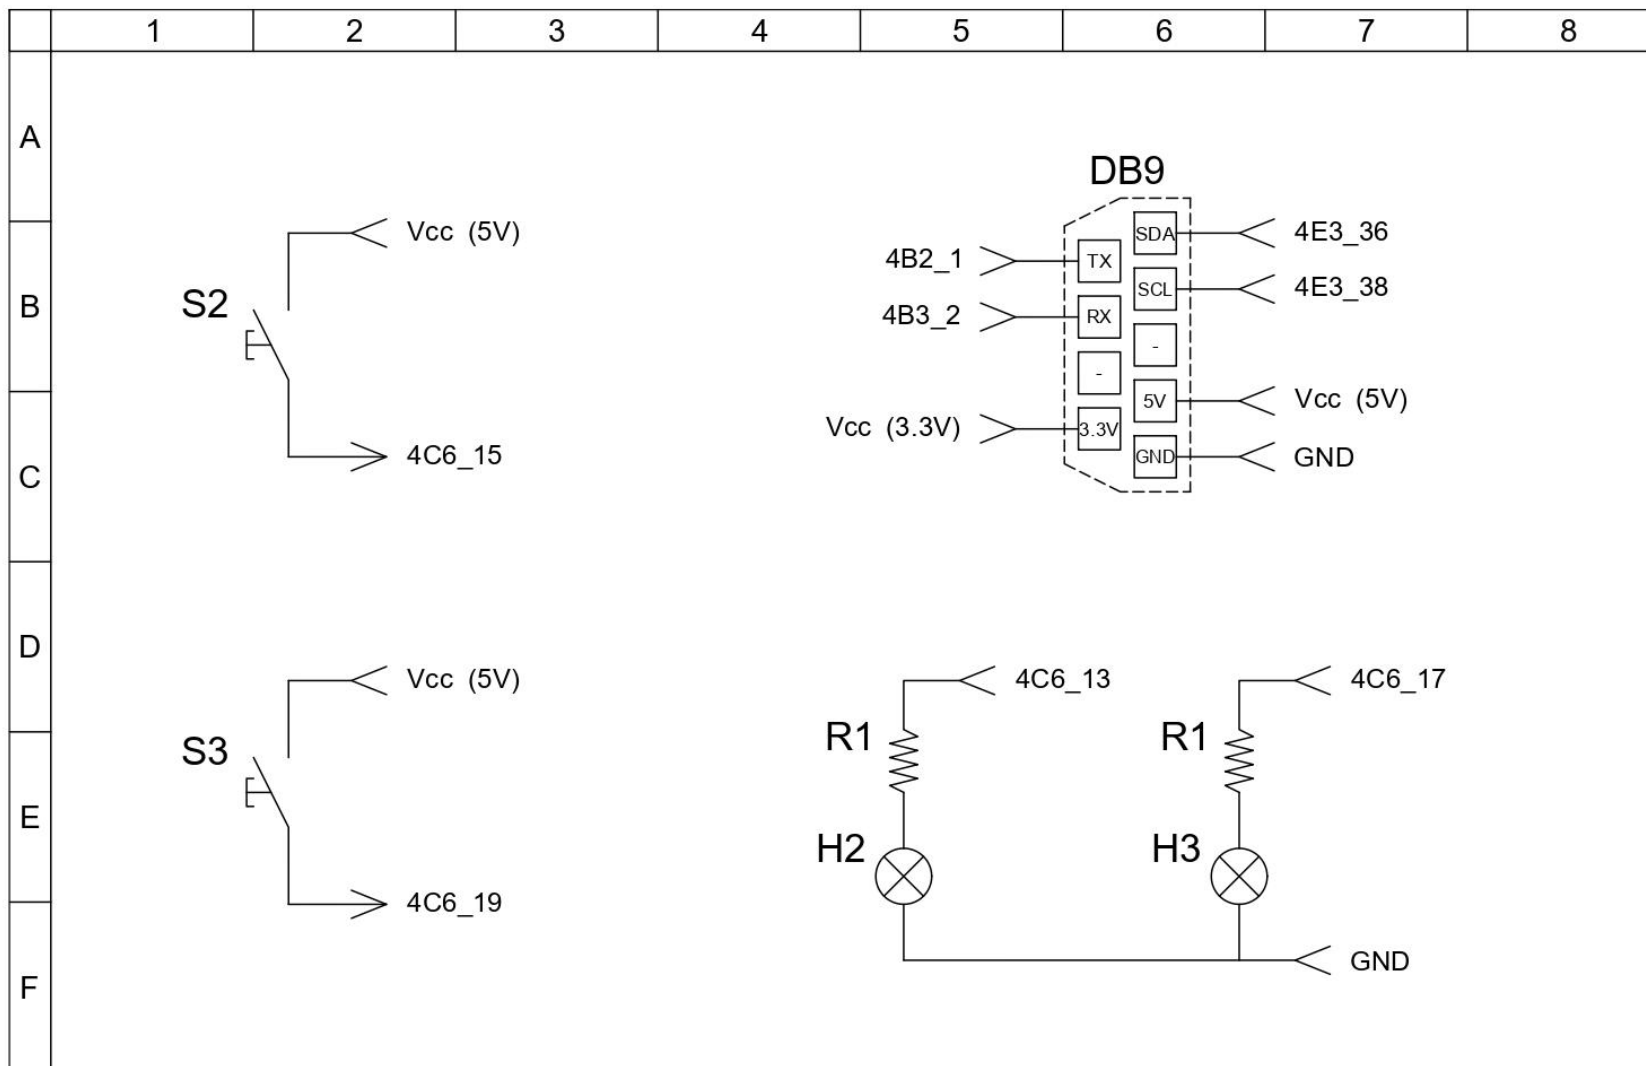 1 2 3 4 5 6 7 8
A
DB9
Vcc (5V)
SDA
4E3_36
4B2_1
TX
SCL
4E3_38
B
S2
4B3_2
RX
-
-
5V
Vcc (5V)
Vcc (3.3V)
3.3V
4C6_15
GND
GND
C
D
Vcc (5V)
4C6_13
4C6_17
S3
R1
R1
E
H2
H3
4C6_19
GND
F